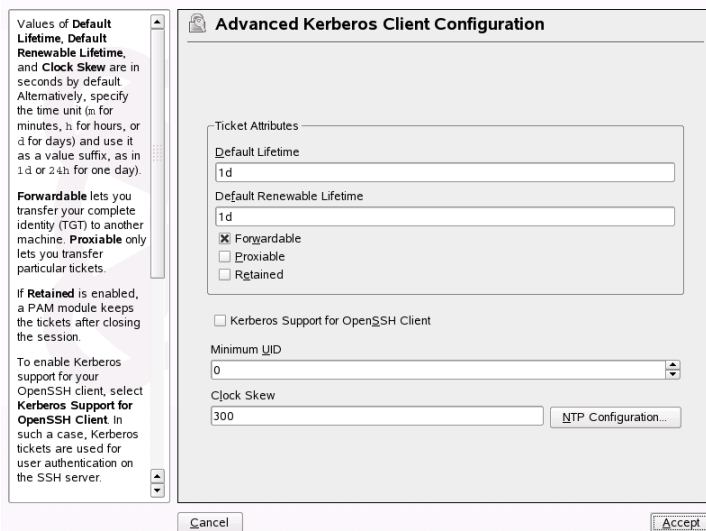 Values of Default
Lifetime, Default
Renewable Lifetime,
and Clock Skew are in
seconds by default.
Alternatively, specify
the time unit (m for
minutes, h for hours, or
d for days) and use it
as a value suffix, as in
1d or 24h for one day).
Forwardable lets you
transfer your complete
identity (TGT) to another
machine. Proxiable only
lets you transfer
particular tickets.
If Retained is enabled,
a PAM module keeps
the tickets after closing
the session.
To enable Kerberos
support for your
OpenSSH client, select
Kerberos Support for
OpenSSH Client. In
such a case, Kerberos
tickets are used for
user authentication on
the SSH server.
Advanced Kerberos Client Configuration
Ticket Attributes
Default Lifetime
1d
Default Renewable Lifetime
1d
Forwardable
Proxiable
Retained
Kerberos Support for OpenSSH Client
Minimum UID
0
Clock Skew
300
NTP Configuration...
Cancel
Accept